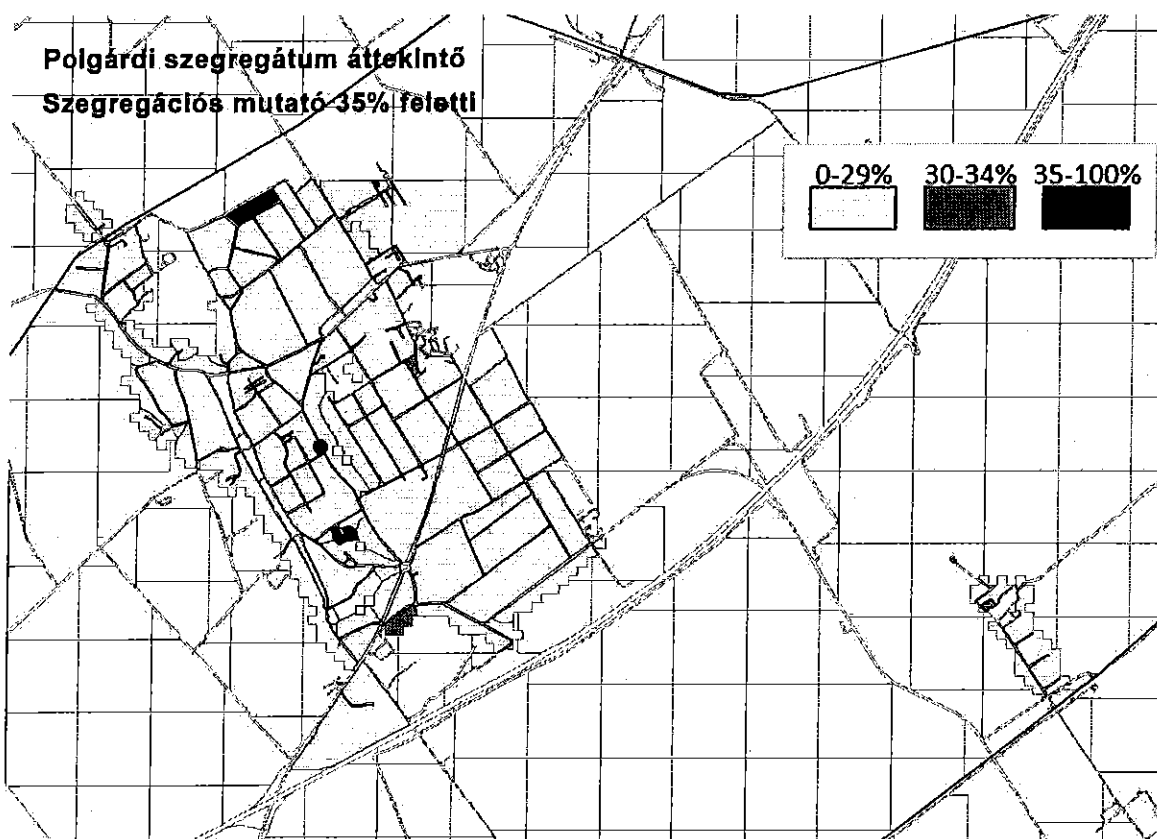 Polgárdi szegregátum áttekintő
Szegregációs mutató 35% feletti
0-29% 30-34% 35-100%